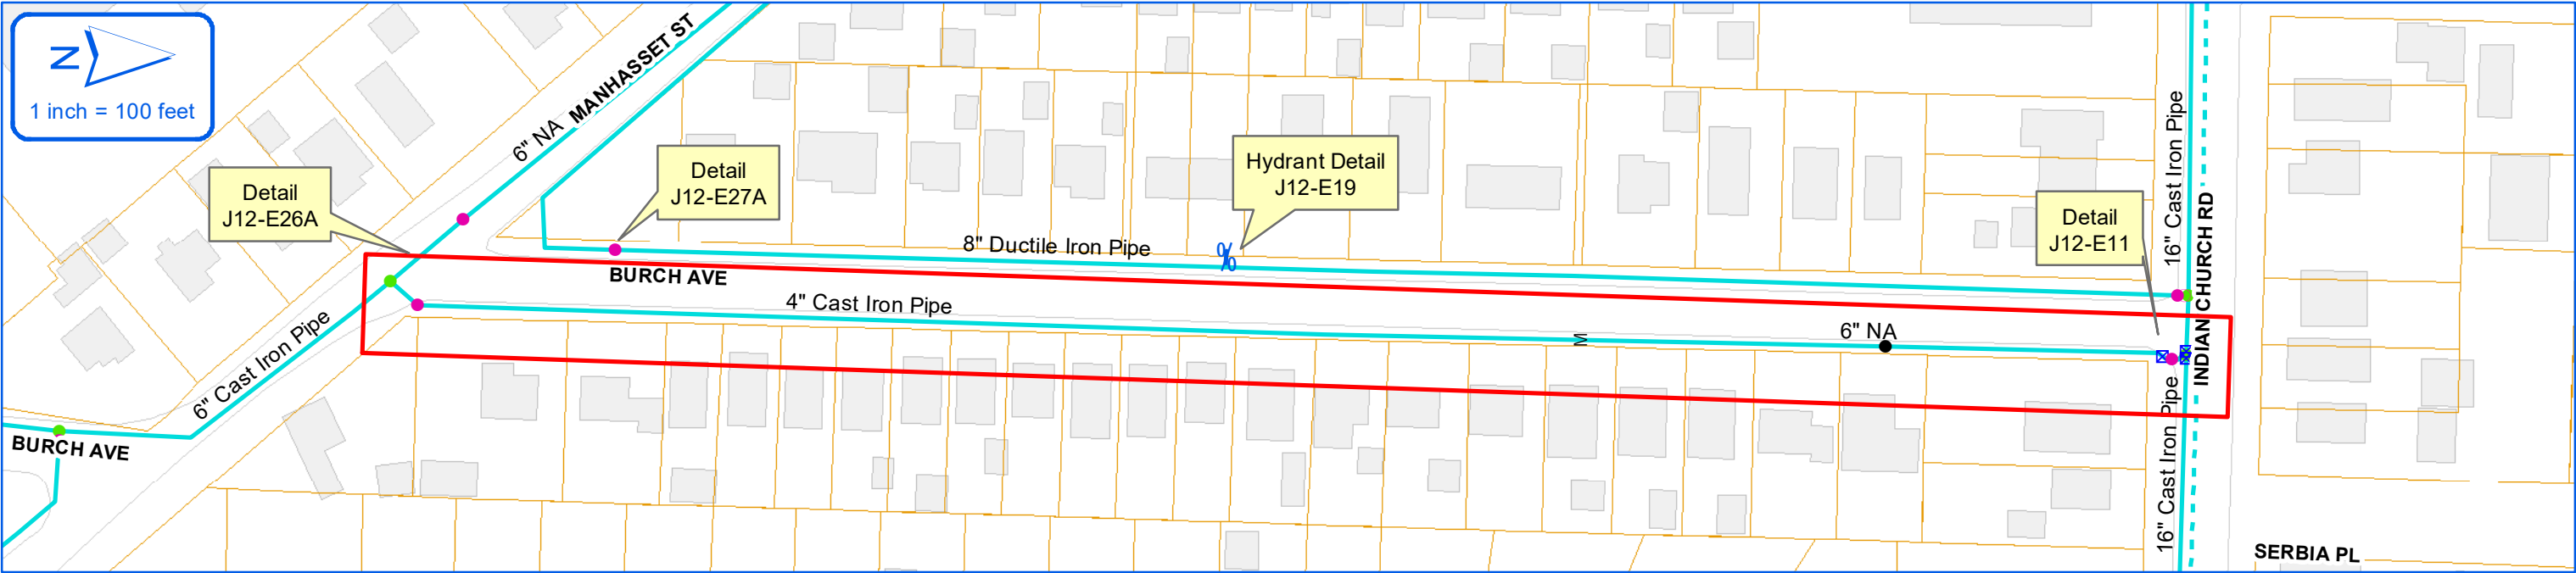 N
1 inch = 100 feet
MANHASSET ST
6" NA
Detail
J12-E26A
Detail
J12-E27A
Hydrant Detail
J12-E19
Detail
J12-E11
16" Cast Iron Pipe
INDIAN CHURCH RD
8" Ductile Iron Pipe
BURCH AVE
4" Cast Iron Pipe
6" NA
M
6" Cast Iron Pipe
BURCH AVE
16" Cast Iron Pipe
SERBIA PL